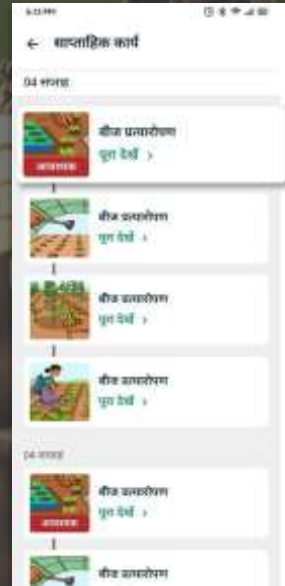 साप्ताहिक कार्य
04 सप्ताह
बीज प्रत्यारोपण
पूरा देखें >
आवश्यक
बीज प्रत्यारोपण
पूरा देखें >
बीज प्रत्यारोपण
पूरा देखें >
बीज प्रत्यारोपण
पूरा देखें >
04 सप्ताह
बीज प्रत्यारोपण
पूरा देखें >
आवश्यक
बीज प्रत्यारोपण